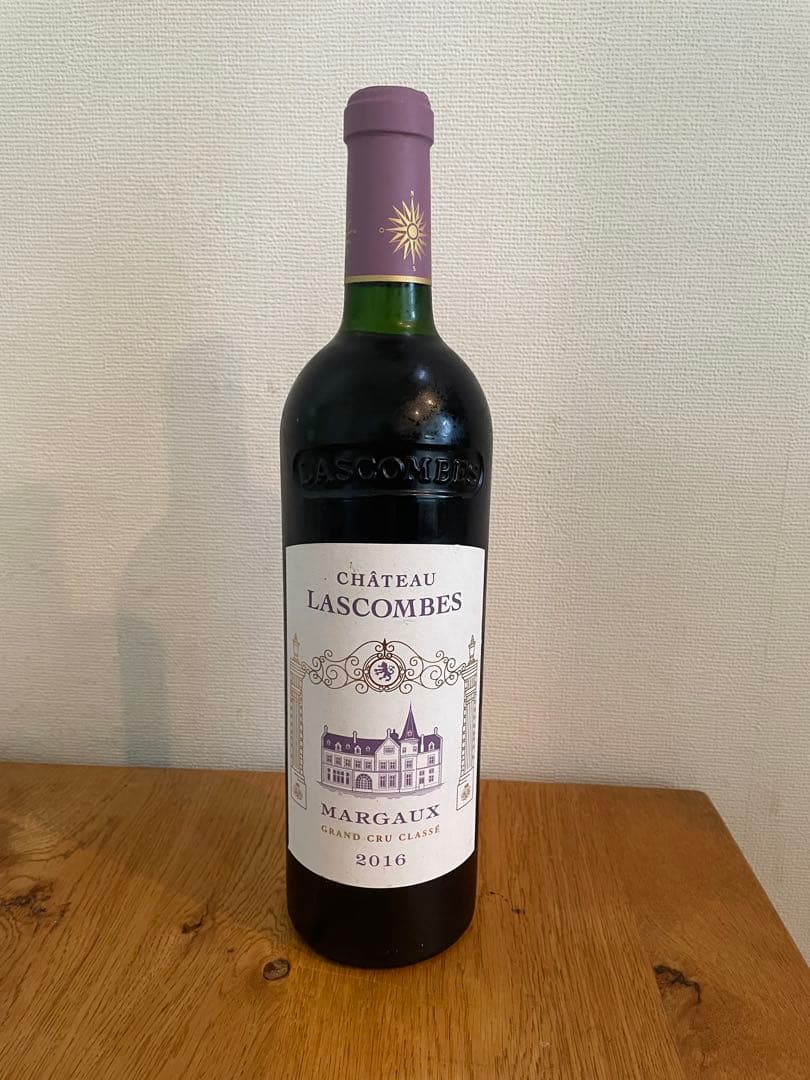 N
O
S
LASCOMBES
CHÂTEAU
LASCOMBES
MARGAUX
GRAND CRU CLASSÉ
2016